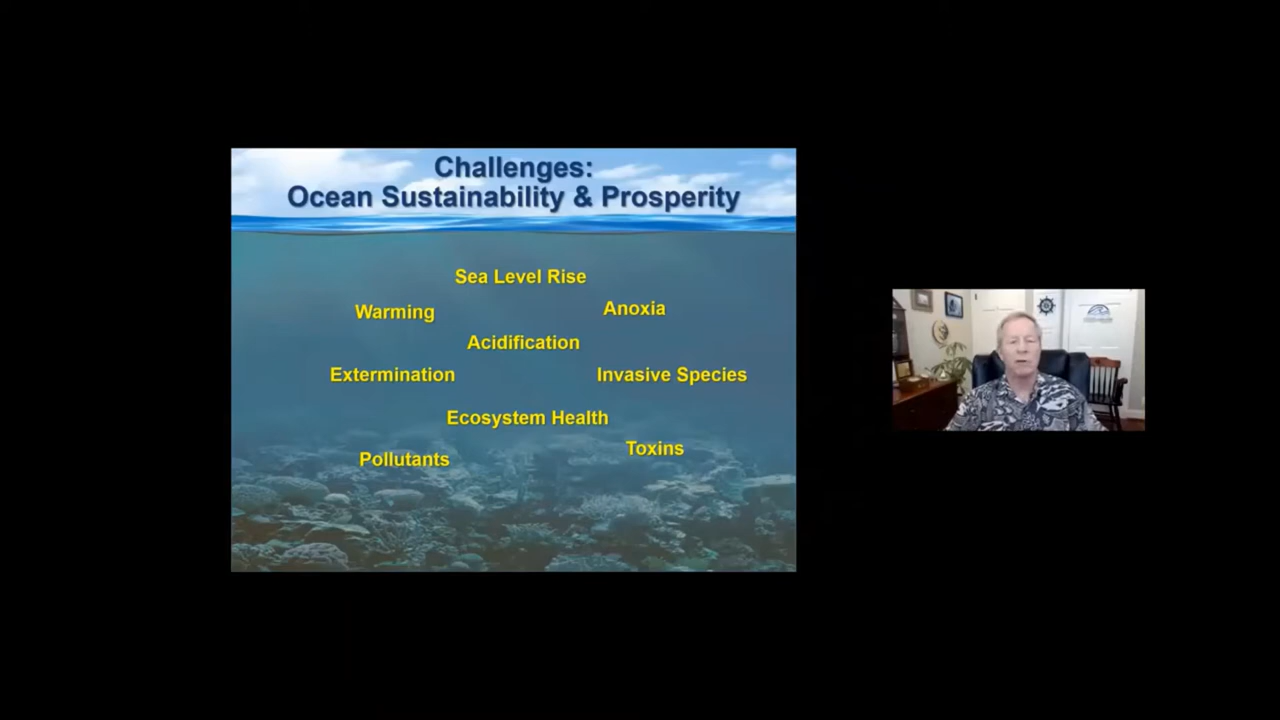 Challenges:
Ocean Sustainability & Prosperity
Sea Level Rise
Warming
Anoxia
Acidification
Extermination
Invasive Species
Ecosystem Health
Toxins
Pollutants